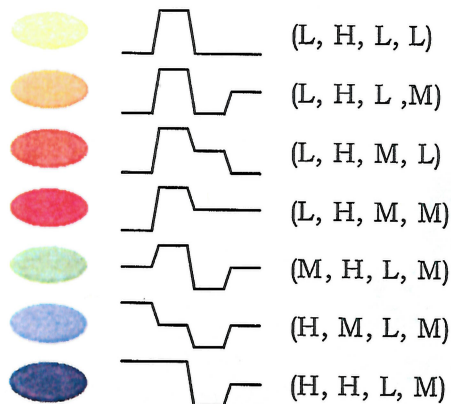 (L, H, L, L)
(L, H, L ,M)
(L, H, M, L)
(L, H, M, M)
(M, H, L, M)
(H, M, L, M)
(H, H, L, M)